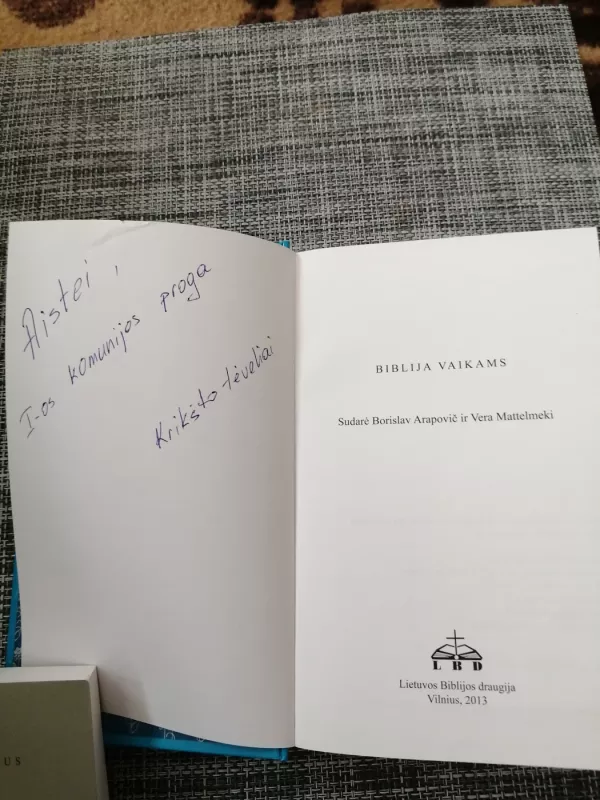 Aistei,
I-os komunijos proga
Krikšto tėveliai
BIBLIJA VAIKAMS
Sudarė Borislav Arapovič ir Vera Mattelmeki
LBD
Lietuvos Biblijos draugija
Vilnius, 2013
US